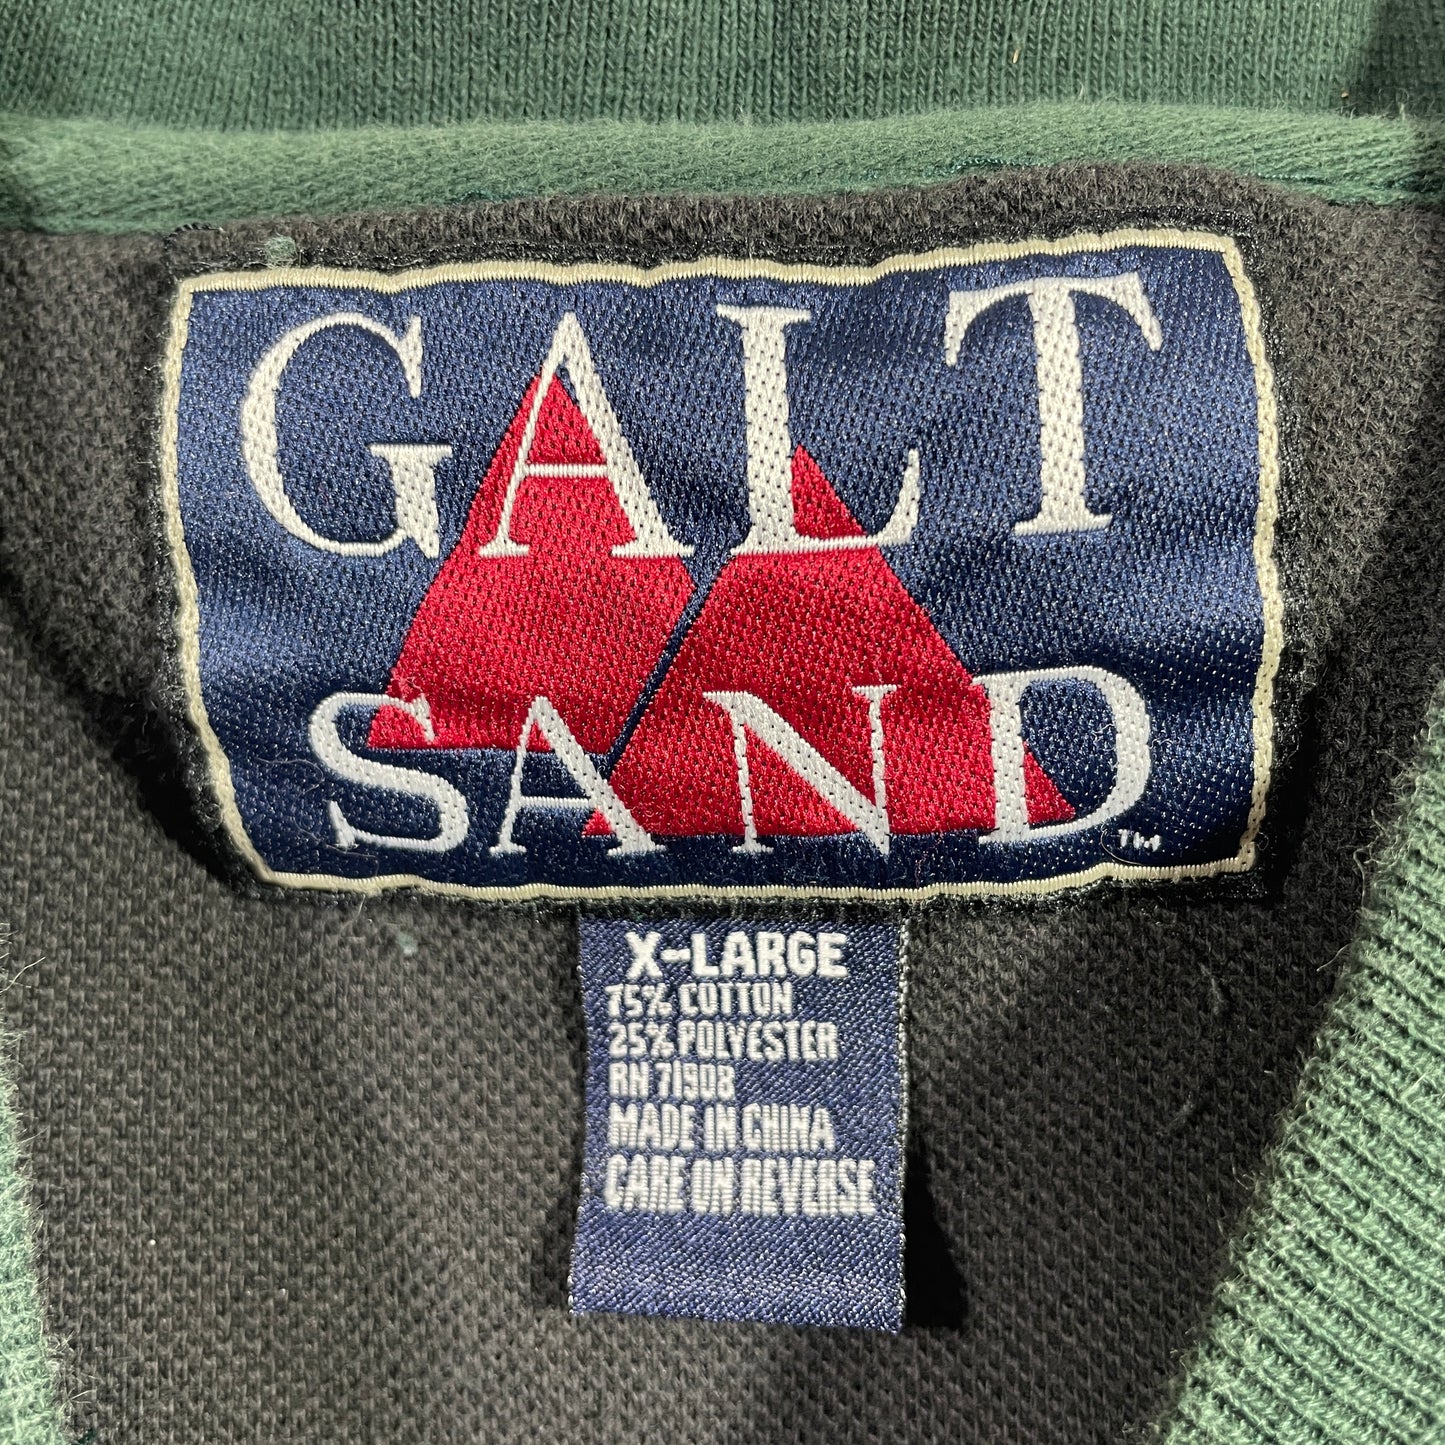 GALT
SAND
™
X-LARGE
75% COTTON
25% POLYESTER
RN 71908
MADE IN CHINA
CARE ON REVERSE